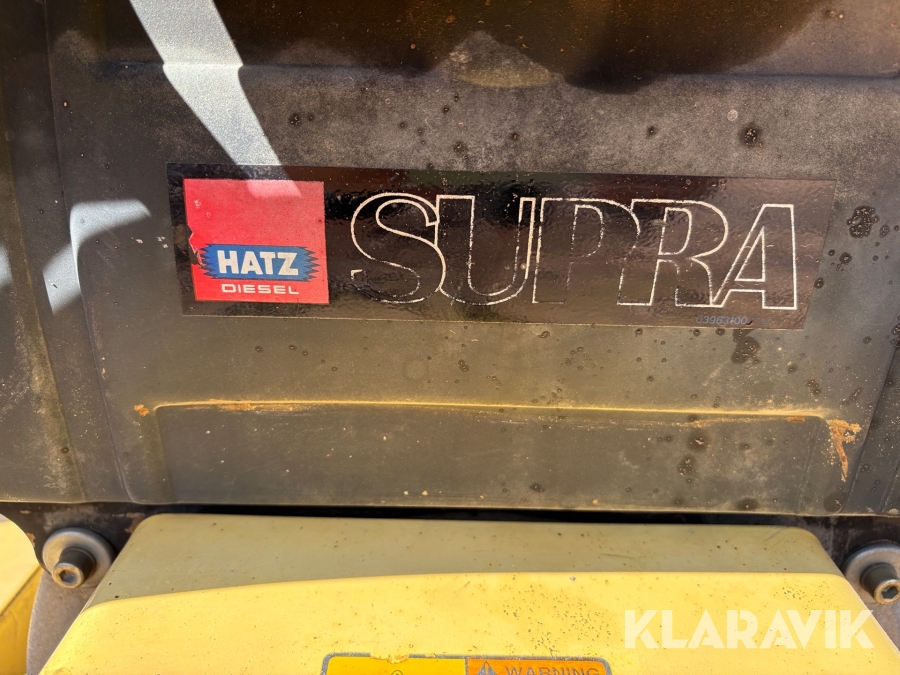 HATZ
DIESEL
SUPRA
KLARAVIK
WARNING